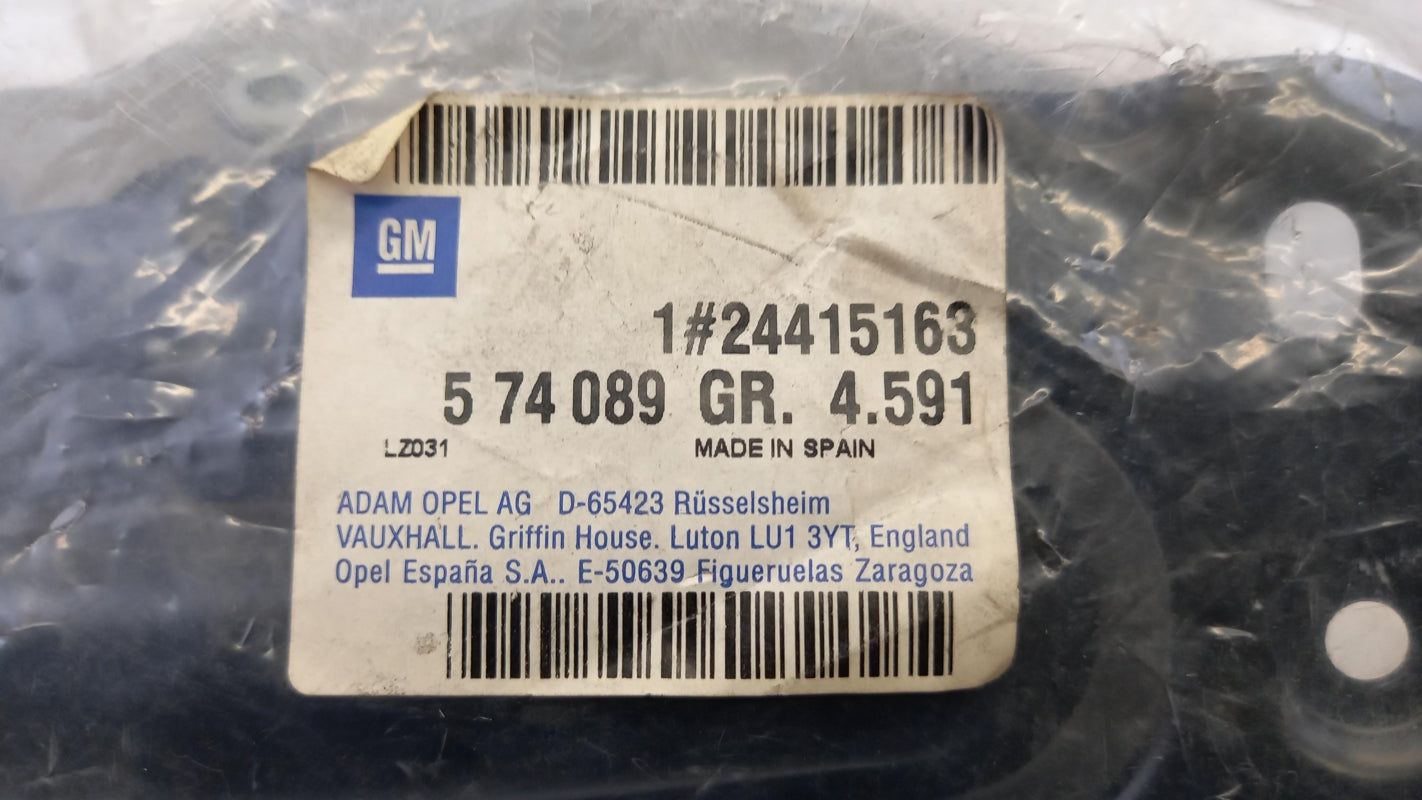 GM
1#24415163
5 74 089 GR. 4.591
LZ031 MADE IN SPAIN
ADAM OPEL AG D-65423 Rüsselsheim
VAUXHALL. Griffin House. Luton LU1 3YT, England
Opel España S.A.. E-50639 Figueruelas Zaragoza